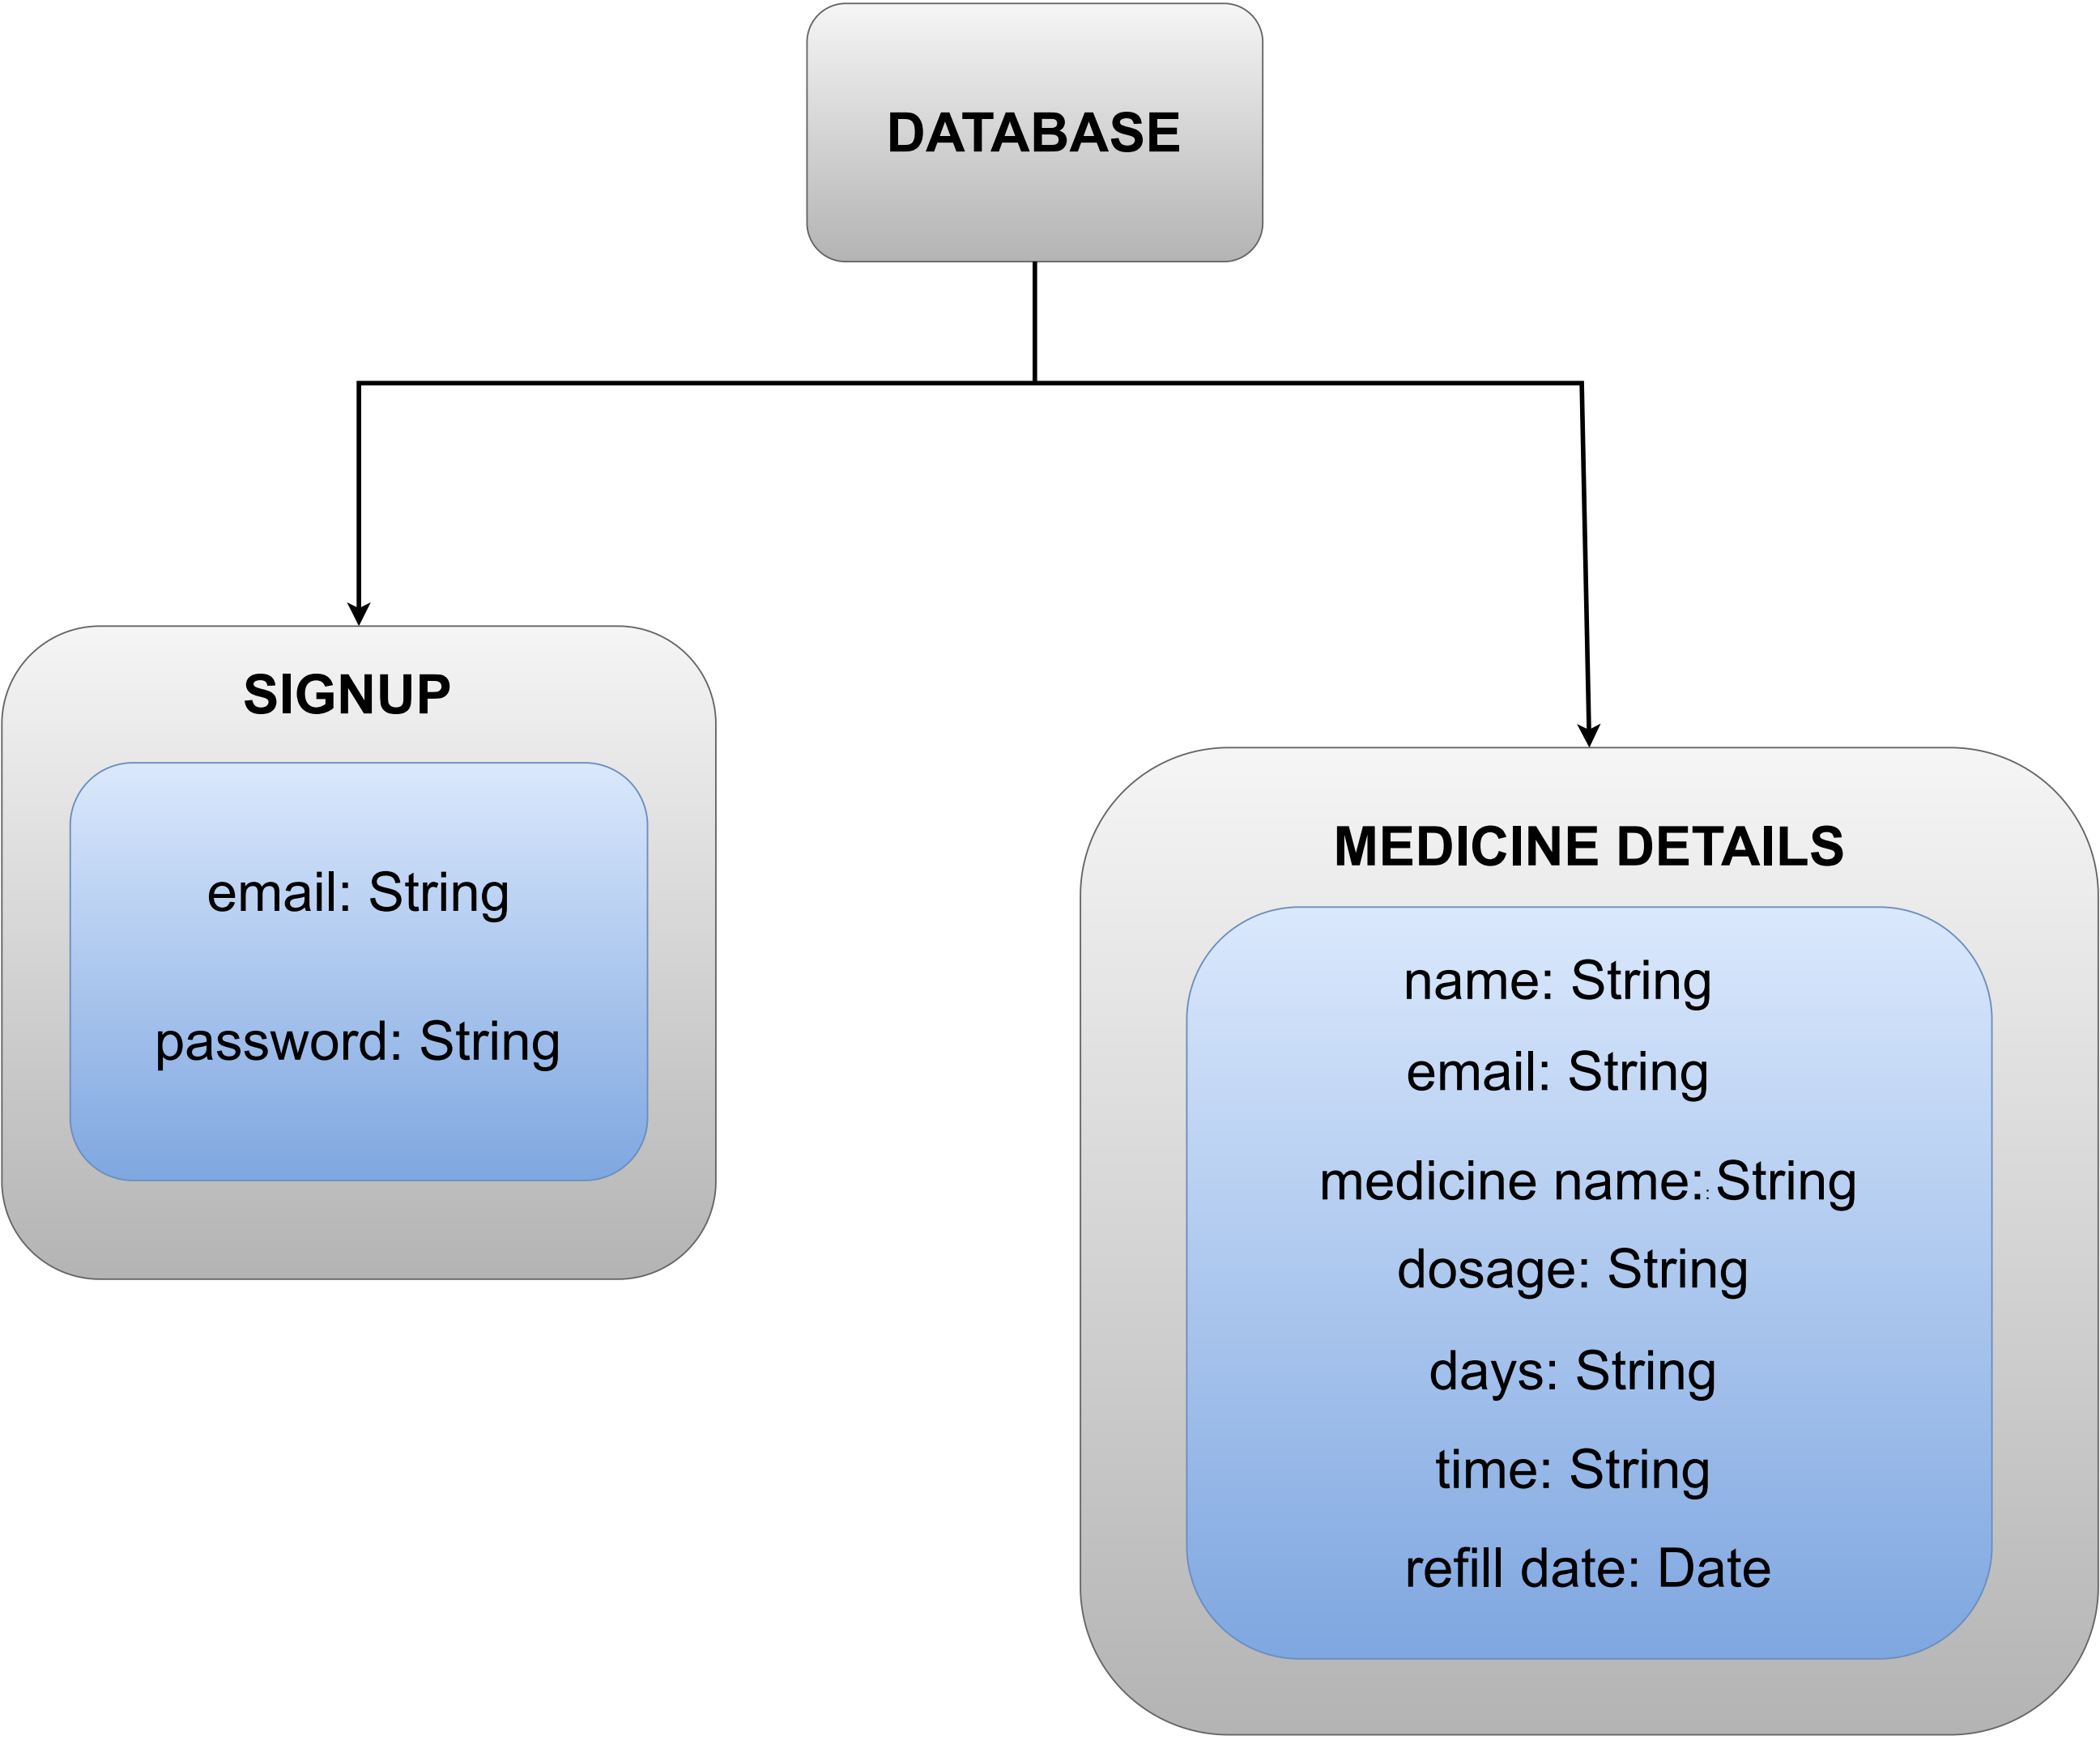 DATABASE
SIGNUP
email: String
password: String
MEDICINE DETAILS
name: String
email: String
medicine name:: String
dosage: String
days: String
time: String
refill date: Date